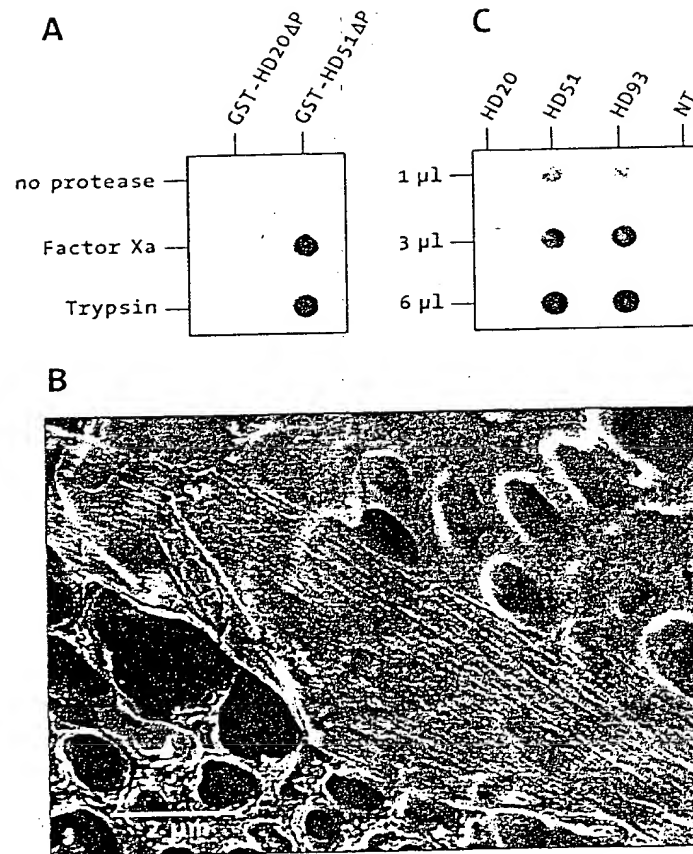 A
GST-HD20ΔP
GST-HD51ΔP
no protease
Factor Xa
Trypsin
C
HD20
HD51
HD93
NT
1 µl
3 µl
6 µl
B
2 µm